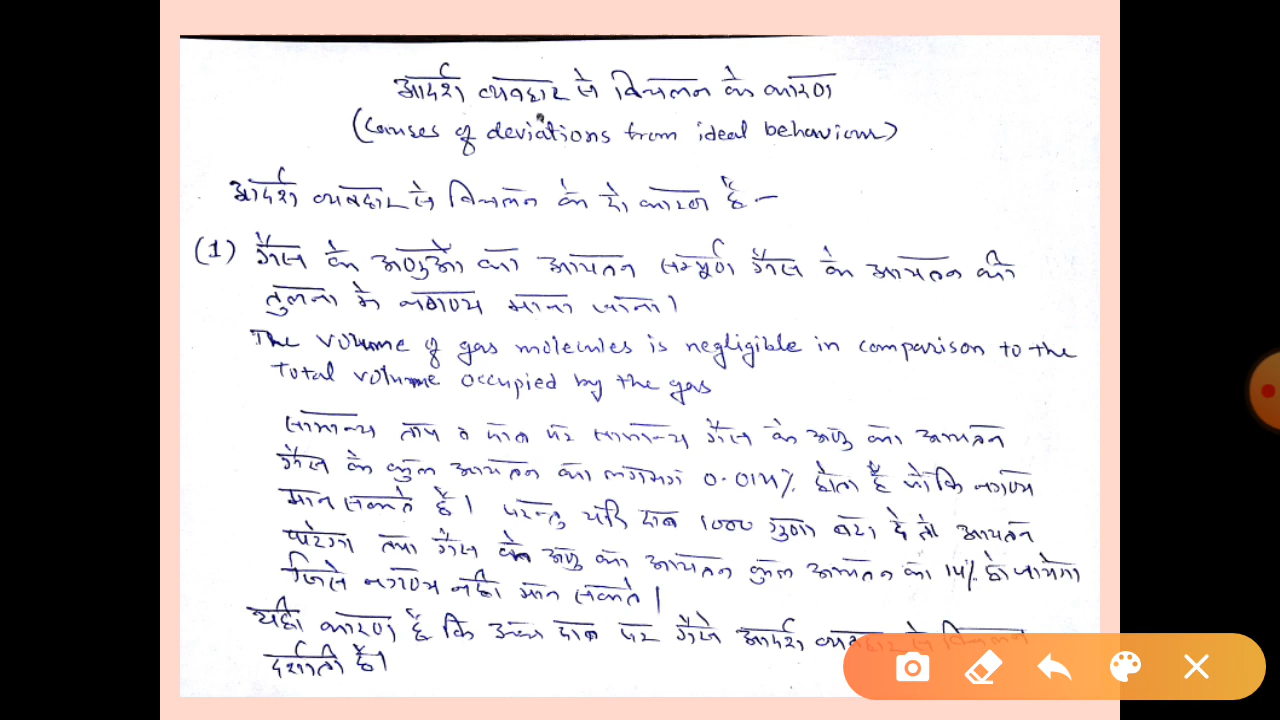 आदर्श व्यवहार से विचलन के कारण
(Causes of deviations from ideal behaviour)
आदर्श व्यवहार से विचलन के दो कारण है -
(1) गैस के अणुओं का आयतन सम्पूर्ण गैस के आयतन की
तुलना में नगण्य माना जाना।
The volume of gas molecules is negligible in comparison to the
total volume occupied by the gas
सामान्य ताप व दाब पर सामान्य गैस के अणु का आयतन
गैस के कुल आयतन का लगभग 0.014% होता है जो कि नगण्य
मान सकते हैं। परन्तु यदि दाब 1000 गुणा बढा दे तो आयतन
घटेगा तथा गैस के अणु का आयतन कुल आयतन का 14% हो जायेगा
जिसे नगण्य नही मान सकते।
यही कारण है कि उच्च दाब पर गैसे आदर्श व्यवहार से विचलन
दर्शाती है।